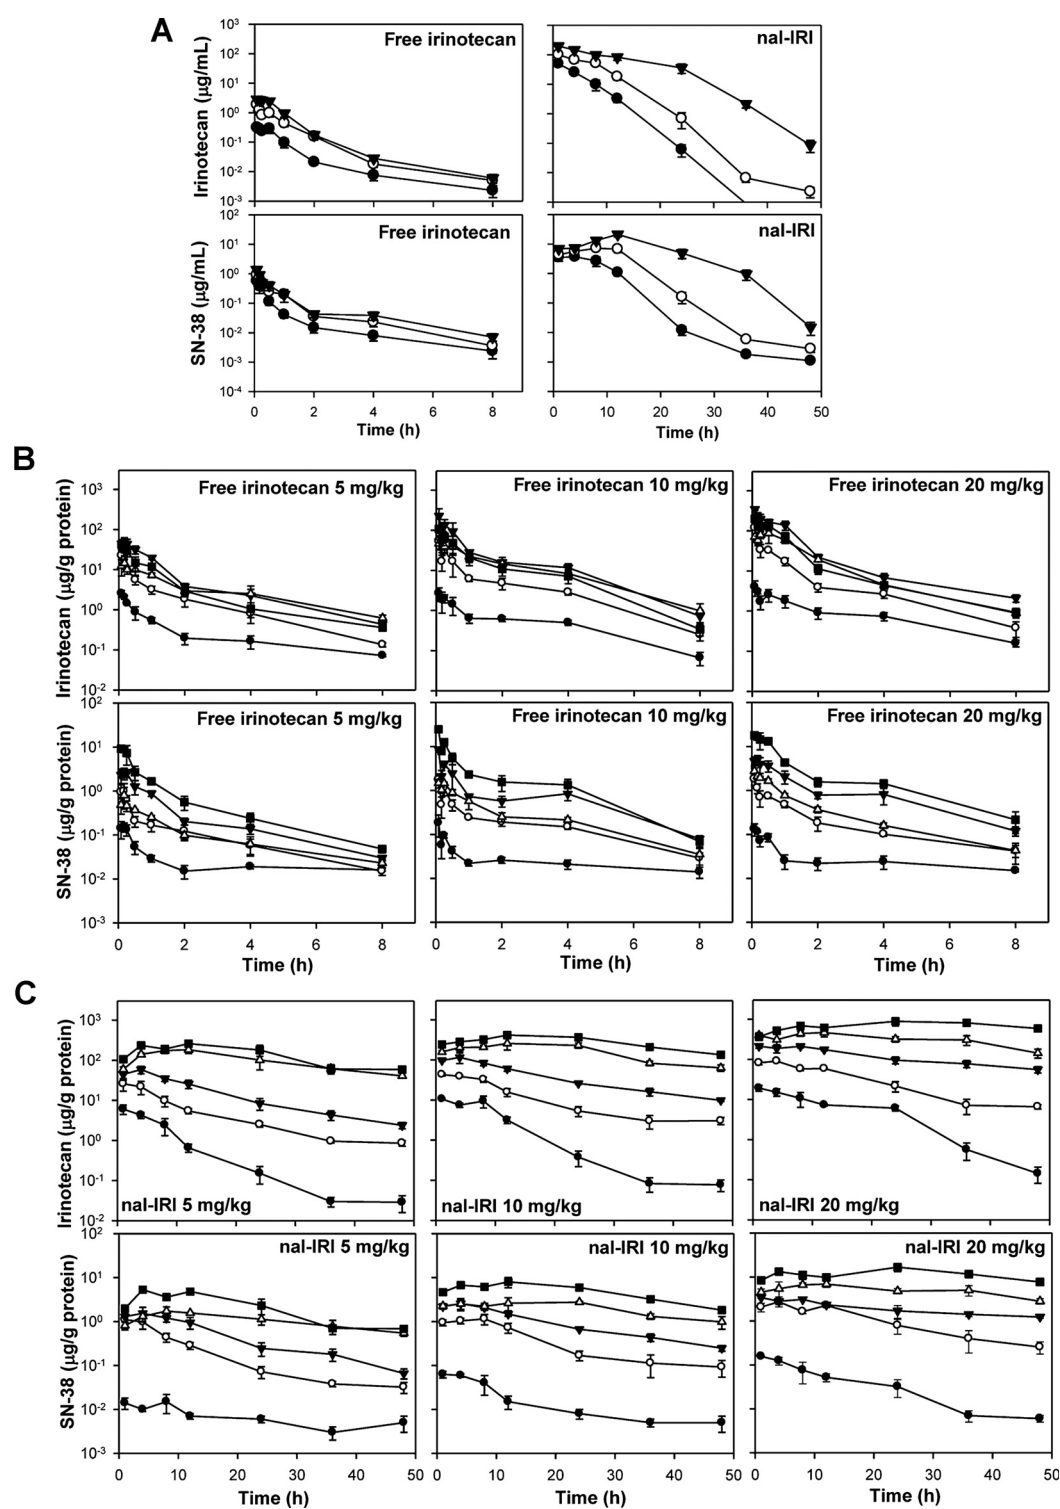 A
Free irinotecan
nal-IRI
Irinotecan (µg/mL)
10³
10²
10¹
10⁰
10⁻¹
10⁻²
10⁻³
Free irinotecan
nal-IRI
SN-38 (µg/mL)
10²
10¹
10⁰
10⁻¹
10⁻²
10⁻³
10⁻⁴
0 2 4 6 8
0 10 20 30 40 50
Time (h)
Time (h)
B
Free irinotecan 5 mg/kg
Free irinotecan 10 mg/kg
Free irinotecan 20 mg/kg
Irinotecan (µg/g protein)
10³
10²
10¹
10⁰
10⁻¹
10⁻²
Free irinotecan 5 mg/kg
Free irinotecan 10 mg/kg
Free irinotecan 20 mg/kg
SN-38 (µg/g protein)
10²
10¹
10⁰
10⁻¹
10⁻²
10⁻³
0 2 4 6 8
0 2 4 6 8
0 2 4 6 8
Time (h)
Time (h)
Time (h)
C
Irinotecan (µg/g protein)
10³
10²
10¹
10⁰
10⁻¹
10⁻²
nal-IRI 5 mg/kg
nal-IRI 10 mg/kg
nal-IRI 20 mg/kg
nal-IRI 5 mg/kg
nal-IRI 10 mg/kg
nal-IRI 20 mg/kg
SN-38 (µg/g protein)
10²
10¹
10⁰
10⁻¹
10⁻²
10⁻³
0 10 20 30 40 50
0 10 20 30 40 50
0 10 20 30 40 50
Time (h)
Time (h)
Time (h)